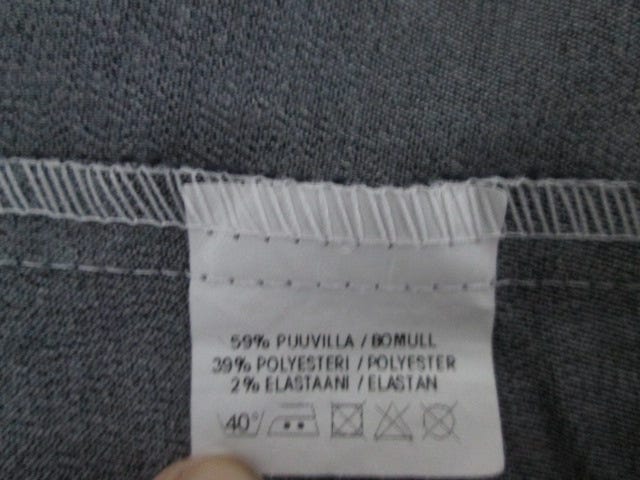 59% PUUVILLA / BOMULL
39% POLYESTERI / POLYESTER
2% ELASTAANI / ELASTAN
40°